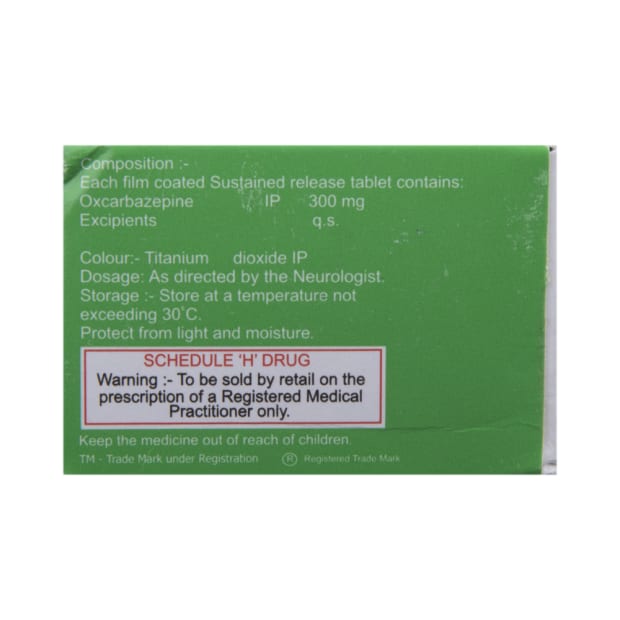 Composition :-
Each film coated Sustained release tablet contains:
Oxcarbazepine IP 300 mg
Excipients q.s.
Colour:- Titanium dioxide IP
Dosage: As directed by the Neurologist.
Storage :- Store at a temperature not
exceeding 30°C.
Protect from light and moisture.
SCHEDULE 'H' DRUG
Warning :- To be sold by retail on the
prescription of a Registered Medical
Practitioner only.
Keep the medicine out of reach of children.
TM - Trade Mark under Registration ® Registered Trade Mark